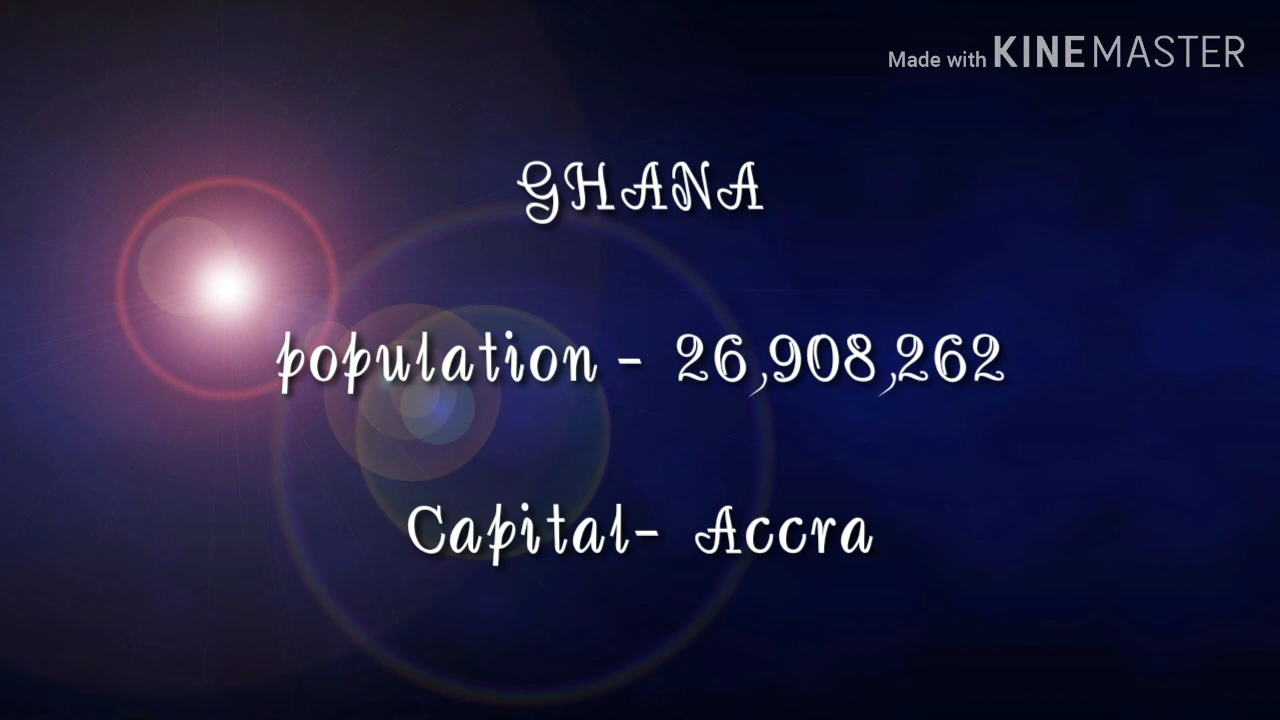 Made with KINEMASTER
GHANA
population - 26,908,262
Capital- Accra